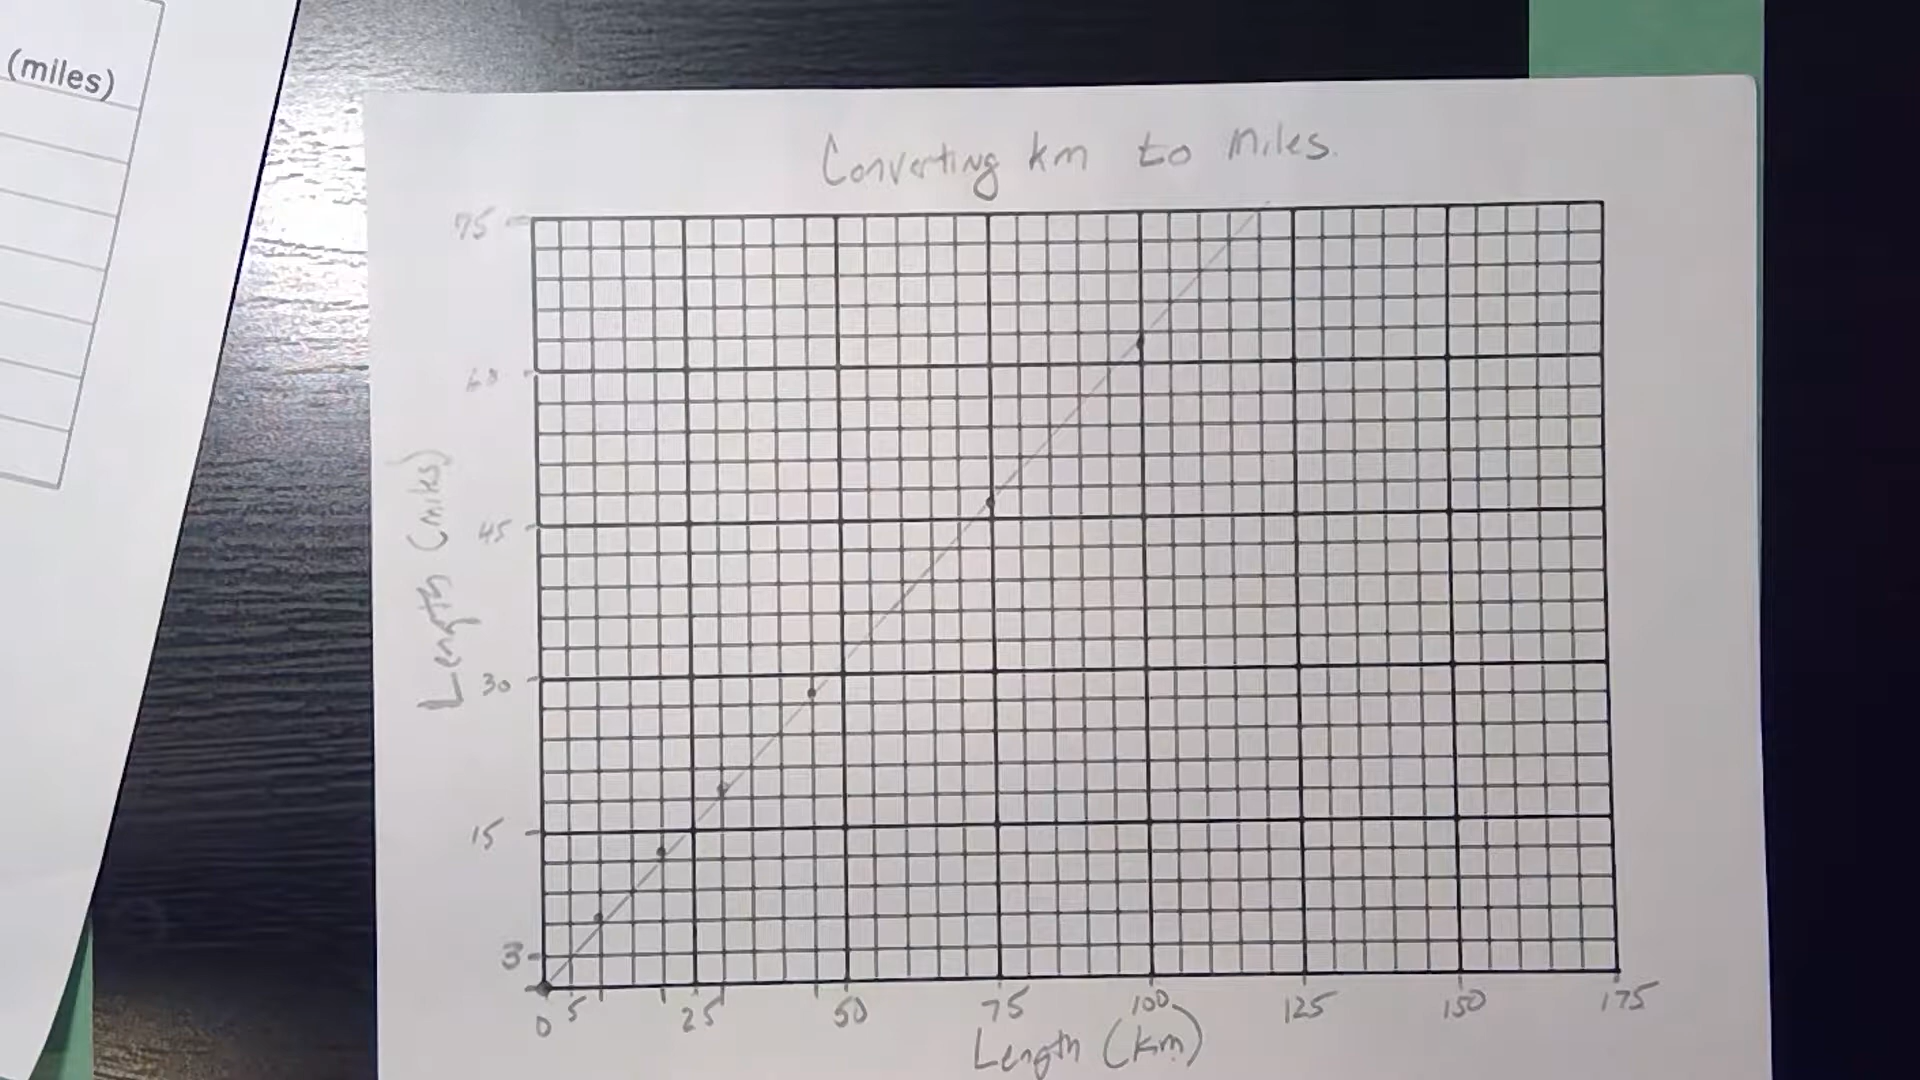 (miles)
Converting km to miles.
75
60
45
30
15
3
Length (miles)
0 5 25 50 75 100 125 150 175
Length (km)